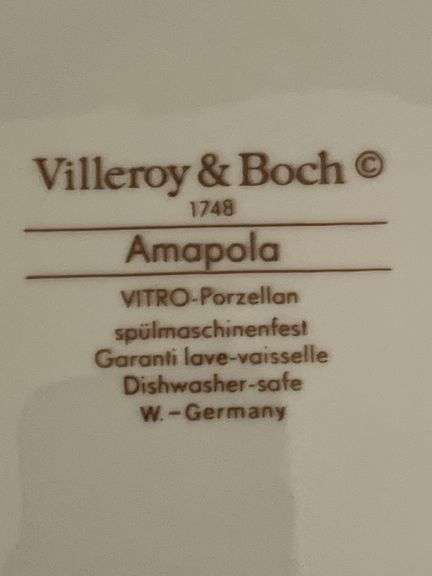 Villeroy & Boch ©
1748
Amapola
VITRO-Porzellan
spülmaschinenfest
Garanti lave-vaisselle
Dishwasher-safe
W.-Germany